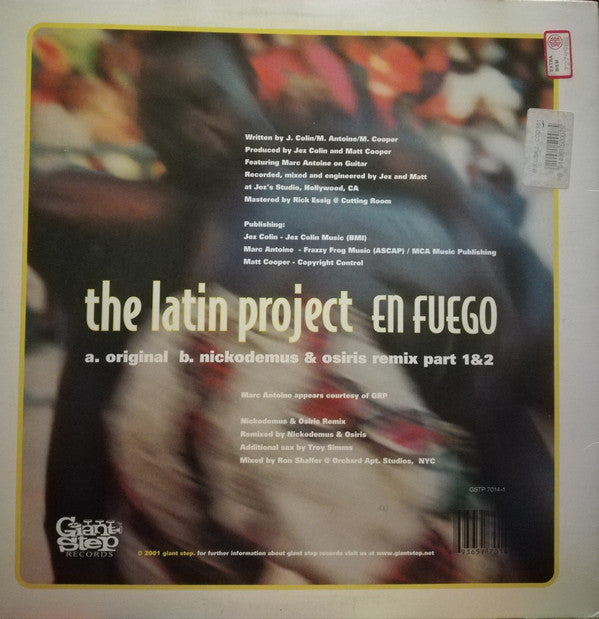 Written by J. Colin/M. Antoine/M. Cooper
Produced by Jez Colin and Matt Cooper
Featuring Marc Antoine on Guitar
Recorded, mixed and engineered by Jez and Matt
at Jez's Studio, Hollywood, CA
Mastered by Rick Essig @ Cutting Room
Publishing:
Jez Colin - Jez Colin Music (BMI)
Marc Antoine - Frazzy Frog Music (ASCAP) / MCA Music Publishing
Matt Cooper - Copyright Control
the latin project EN FUEGO
a. original b. nickodemus & osiris remix part 1&2
Marc Antoine appears courtesy of GRP
Nickodemus & Osiris Remix
Remixed by Nickodemus & Osiris
Additional sax by Troy Simms
Mixed by Ron Shaffer @ Orchard Apt. Studios, NYC
GSTP 7014-1
Giant
Step
RECORDS
© 2001 giant step. for further information about giant step records visit us at www.giantstep.net